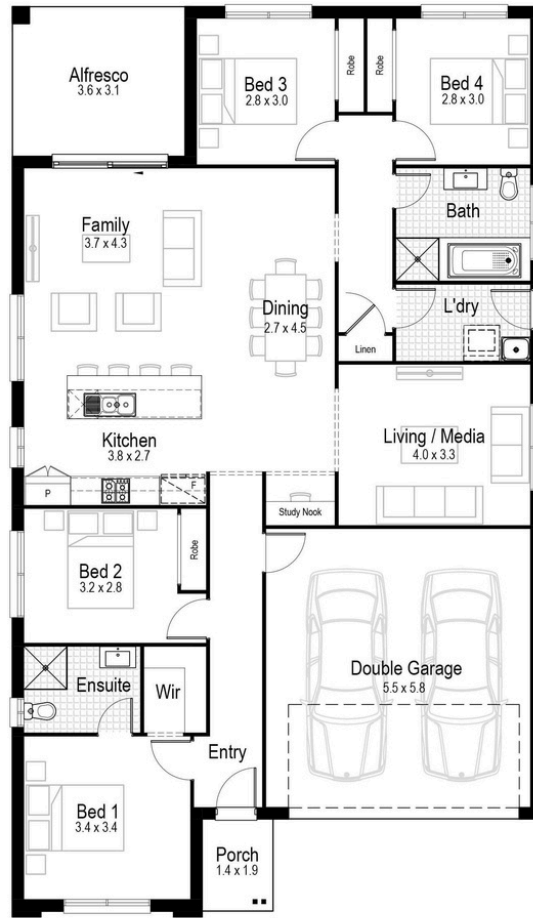 Alfresco
3.6 x 3.1
Bed 3
2.8 x 3.0
Robe
Robe
Bed 4
2.8 x 3.0
Family
3.7 x 4.3
Bath
Dining
2.7 x 4.5
L'dry
Linen
Kitchen
3.8 x 2.7
Living / Media
4.0 x 3.3
P
F
Study Nook
Bed 2
3.2 x 2.8
Robe
Ensuite
Wir
Double Garage
5.5 x 5.8
Entry
Bed 1
3.4 x 3.4
Porch
1.4 x 1.9